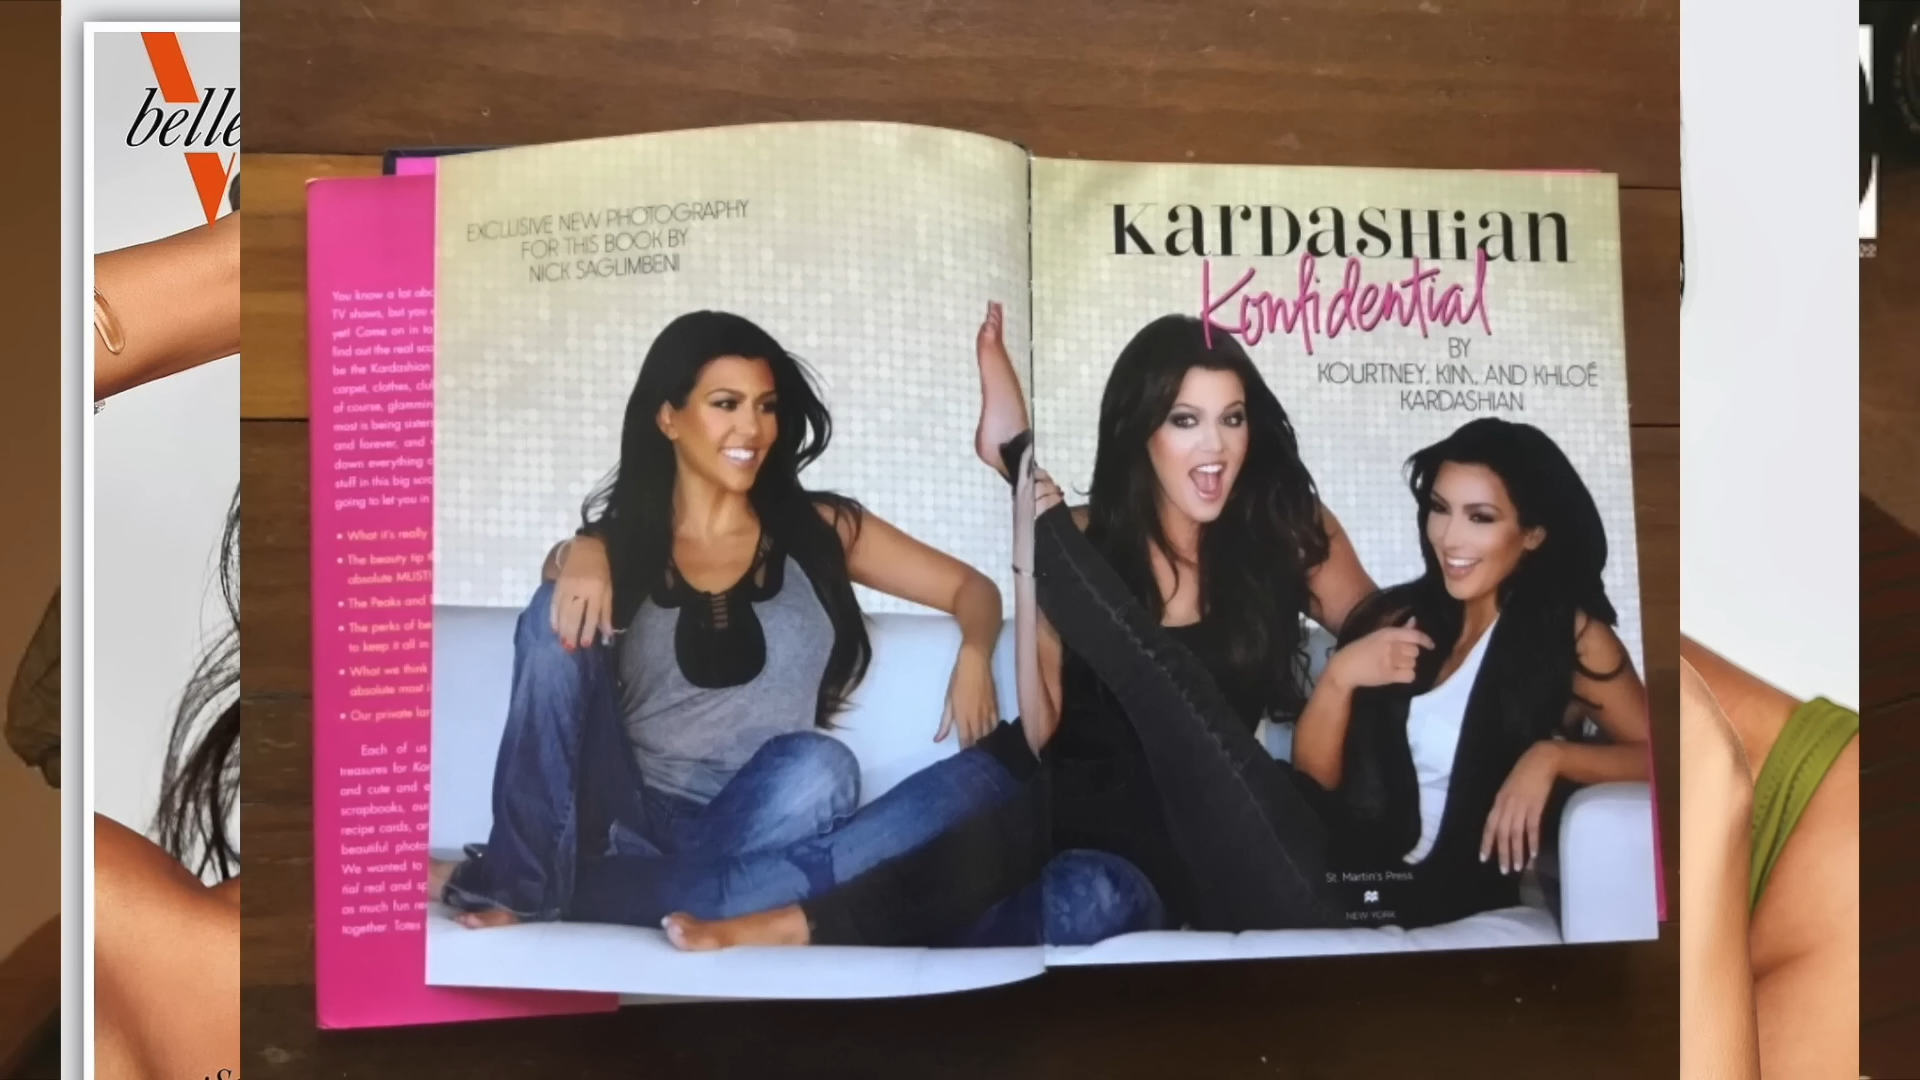 belle
EXCLUSIVE NEW PHOTOGRAPHY
FOR THIS BOOK BY
NICK SAGLIMBENI
KARDASHiAN
Konfidential
BY
KOURTNEY, KIM, AND KHLOÉ
KARDASHIAN
St. Martin's Press
NEW YORK
You know a lot abo
TV shows, but you
yet! Come on in to
find out the real sco
be the Kardashian
carpet, clothes, clu
of course, glammin
most is being sisters
and forever, and
down everything
stuff in this big scra
going to let you in
• What it's really
• The beauty tip
absolute MUST!
• The Peaks and
• The perks of be
to keep it all in
• What we think
absolute most i
• Our private lar
Each of us
treasures for Kar
and cute and e
scrapbooks, our
recipe cards, an
beautiful photos
We wanted to
tial real and sp
as much fun re
together. Totes